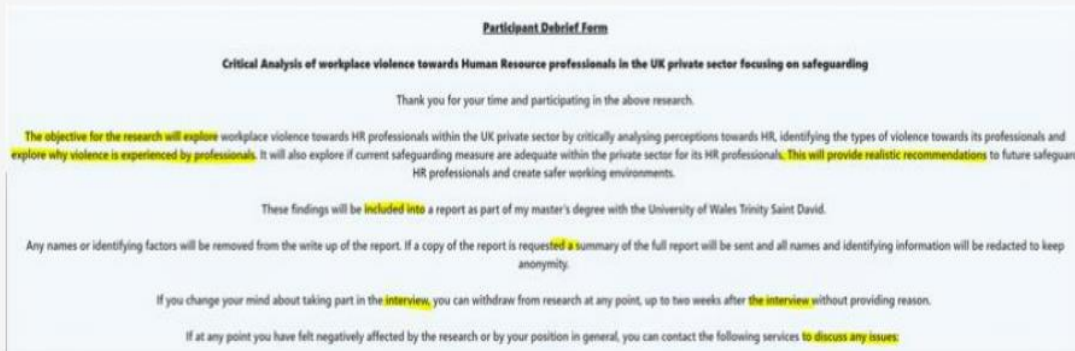 Participant Debrief Form
Critical Analysis of workplace violence towards Human Resource professionals in the UK private sector focusing on safeguarding
Thank you for your time and participating in the above research.
The objective for the research will explore workplace violence towards HR professionals within the UK private sector by critically analysing perceptions towards HR, identifying the types of violence towards its professionals and
explore why violence is experienced by professionals. It will also explore if current safeguarding measure are adequate within the private sector for its HR professionals. This will provide realistic recommendations to future safeguar
HR professionals and create safer working environments.
These findings will be included into a report as part of my master's degree with the University of Wales Trinity Saint David.
Any names or identifying factors will be removed from the write up of the report. If a copy of the report is requested a summary of the full report will be sent and all names and identifying information will be redacted to keep
anonymity.
If you change your mind about taking part in the interview, you can withdraw from research at any point, up to two weeks after the interview without providing reason.
If at any point you have felt negatively affected by the research or by your position in general, you can contact the following services to discuss any issues: